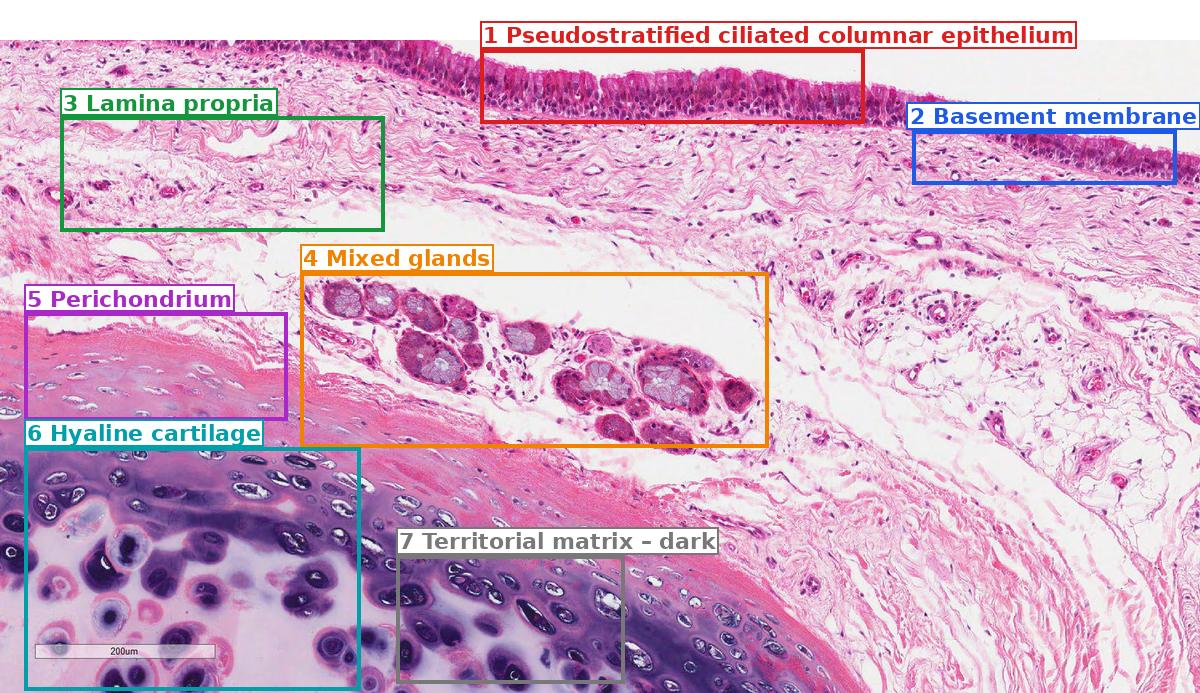 1 Pseudostratified ciliated columnar epithelium
3 Lamina propria
2 Basement membrane
4 Mixed glands
5 Perichondrium
6 Hyaline cartilage
7 Territorial matrix – dark
200um